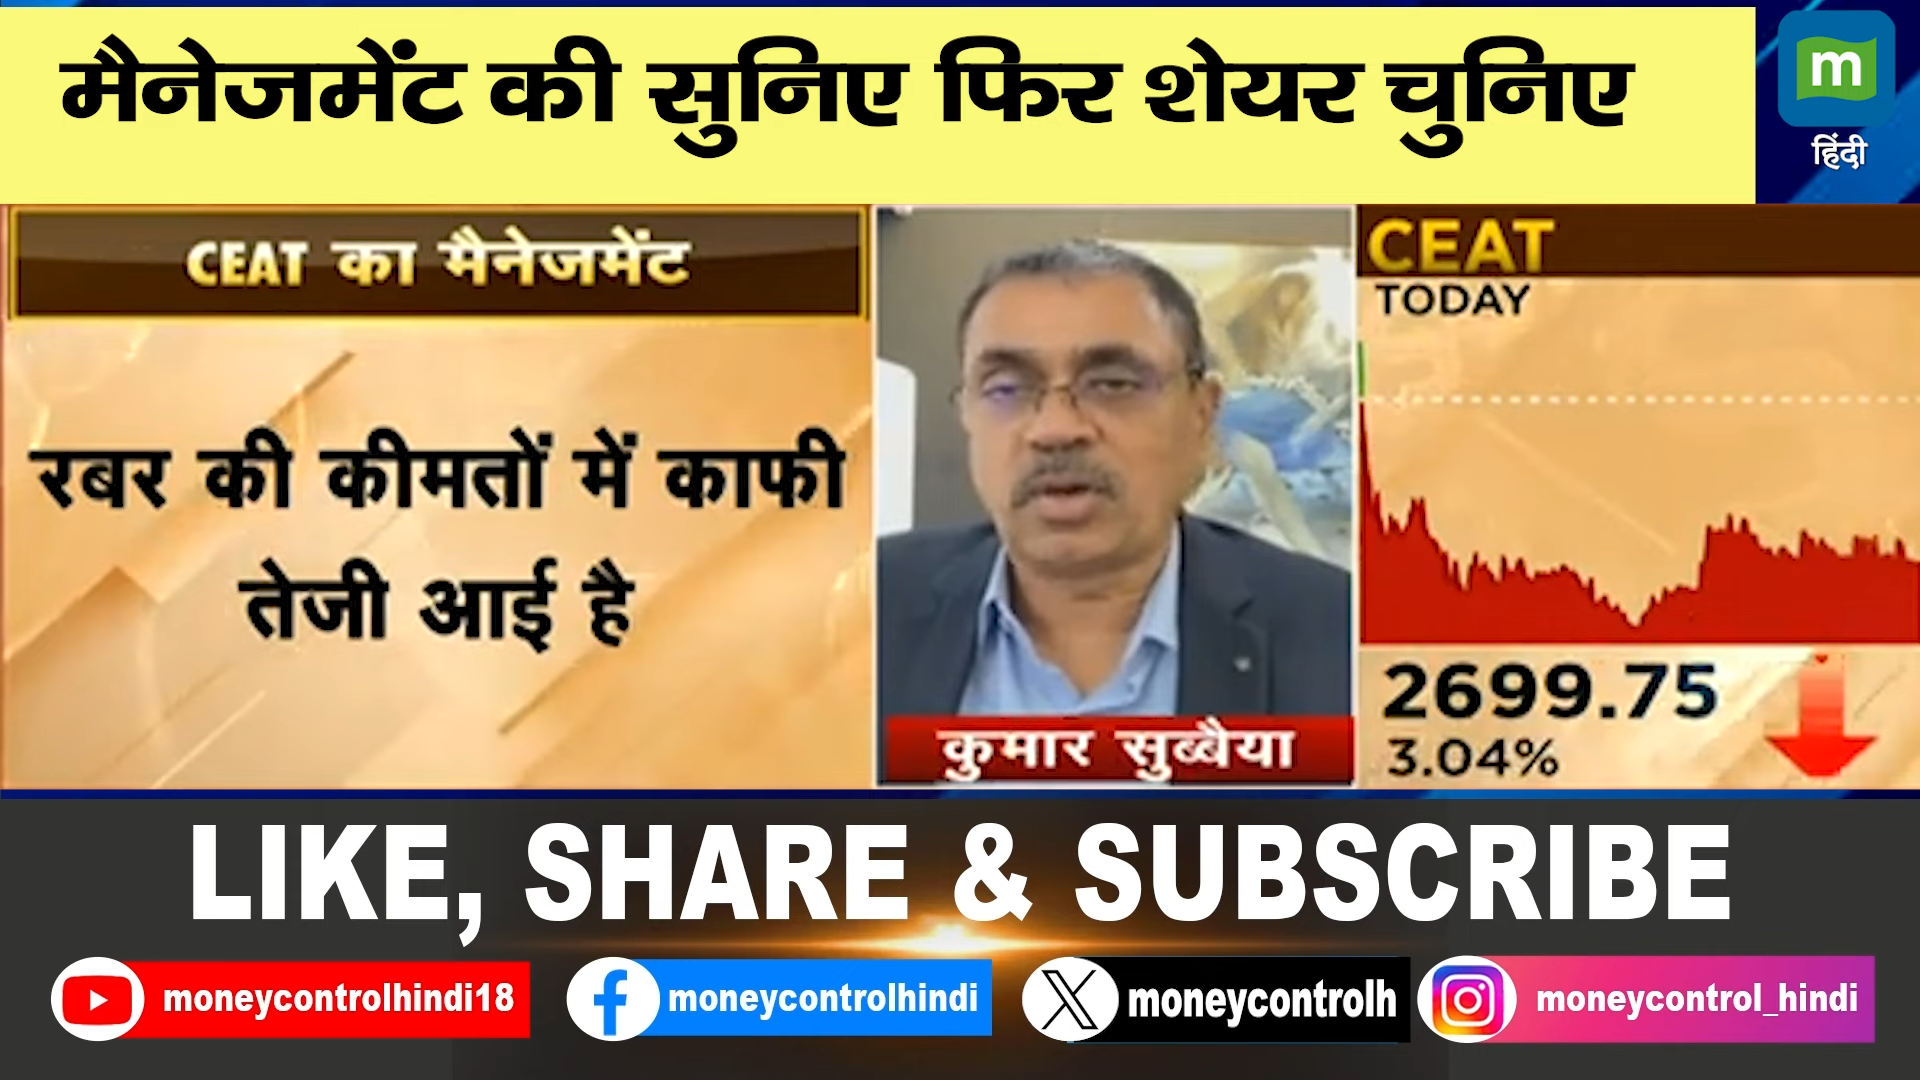 मैनेजमेंट की सुनिए फिर शेयर चुनिए
m
हिंदी
CEAT का मैनेजमेंट
रबर की कीमतों में काफी
तेजी आई है
कुमार सुब्बैया
CEAT
TODAY
2699.75
3.04%
LIKE, SHARE & SUBSCRIBE
moneycontrolhindi18
moneycontrolhindi
moneycontrolh
moneycontrol_hindi